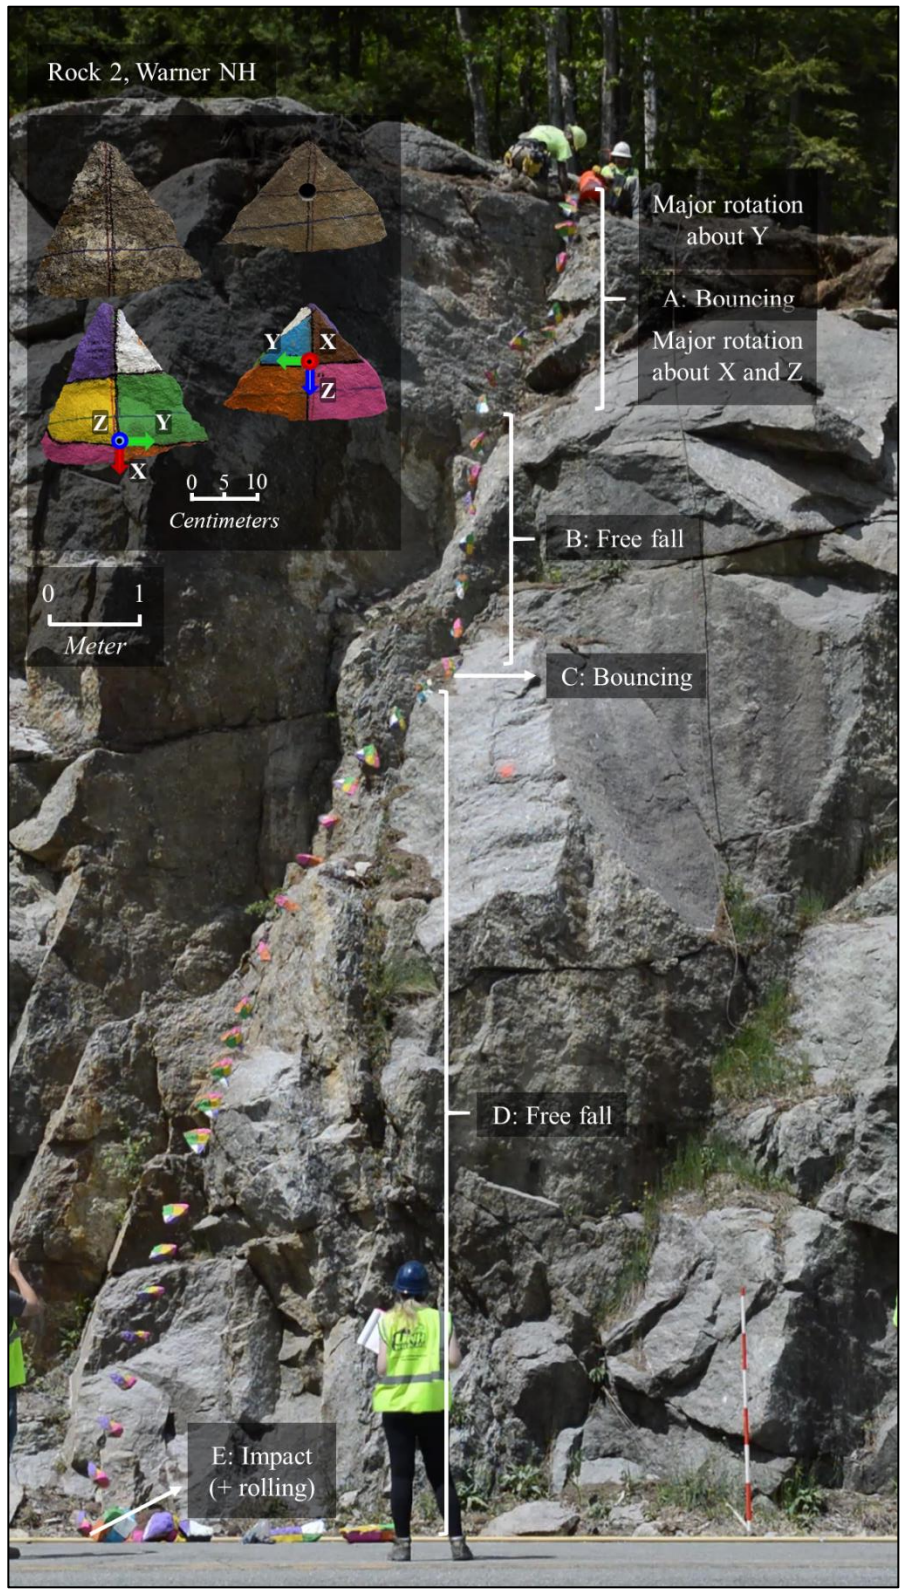 Rock 2, Warner NH
Major rotation
about Y
A: Bouncing
Major rotation
about X and Z
Y
X
Z
Z
Y
X
0 5 10
Centimeters
B: Free fall
0 1
Meter
C: Bouncing
D: Free fall
UNH
E: Impact
(+ rolling)